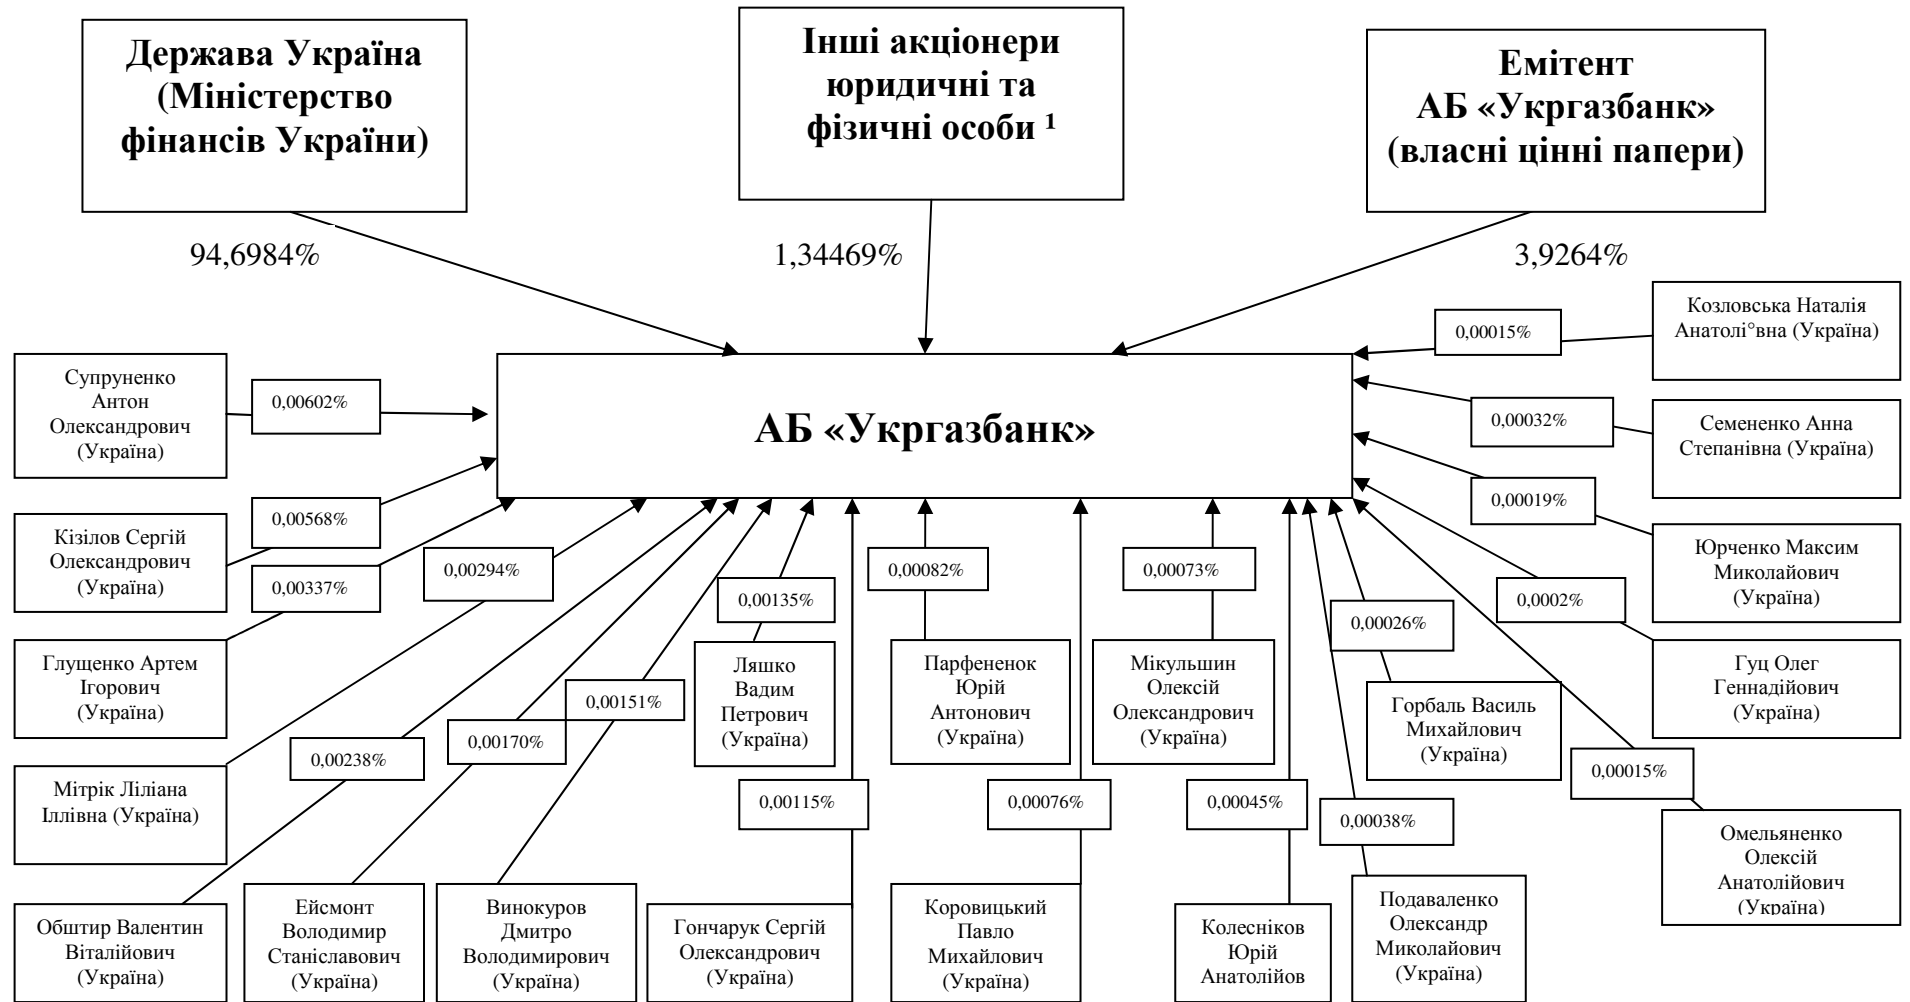 Держава Україна
(Міністерство
фінансів України)
Інші акціонери
юридичні та
фізичні особи ¹
Емітент
АБ «Укргазбанк»
(власні цінні папери)
94,6984%
1,34469%
3,9264%
АБ «Укргазбанк»
Супруненко
Антон
Олександрович
(Україна)
0,00602%
Кізілов Сергій
Олександрович
(Україна)
0,00568%
Глущенко Артем
Ігорович
(Україна)
0,00337%
Мітрік Ліліана
Іллівна (Україна)
0,00294%
Обштир Валентин
Віталійович
(Україна)
0,00238%
Ейсмонт
Володимир
Станіславович
(Україна)
0,00170%
Винокуров
Дмитро
Володимирович
(Україна)
0,00151%
Ляшко
Вадим
Петрович
(Україна)
0,00135%
Гончарук Сергій
Олександрович
(Україна)
0,00115%
Парфененок
Юрій
Антонович
(Україна)
0,00082%
Коровицький
Павло
Михайлович
(Україна)
0,00076%
Мікульшин
Олексій
Олександрович
(Україна)
0,00073%
Колесніков
Юрій
Анатолійов
0,00045%
Подаваленко
Олександр
Миколайович
(Україна)
0,00038%
Горбаль Василь
Михайлович
(Україна)
0,00026%
Омельяненко
Олексій
Анатолійович
(Україна)
0,00015%
Гуц Олег
Геннадійович
(Україна)
0,0002%
Юрченко Максим
Миколайович
(Україна)
0,00019%
Семененко Анна
Степанівна (Україна)
0,00032%
Козловська Наталія
Анатолі°вна (Україна)
0,00015%